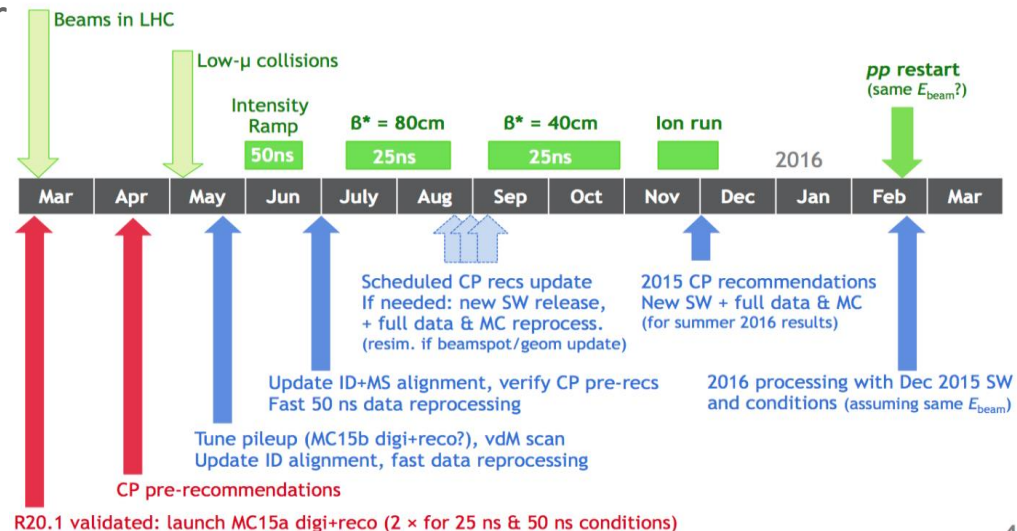 Beams in LHC
Low-μ collisions
Intensity
Ramp
50ns
β* = 80cm
25ns
β* = 40cm
25ns
Ion run
2016
pp restart
(same Ebeam?)
Mar Apr May Jun July Aug Sep Oct Nov Dec Jan Feb Mar
Scheduled CP recs update
If needed: new SW release,
+ full data & MC reprocess.
(resim. if beamspot/geom update)
2015 CP recommendations
New SW + full data & MC
(for summer 2016 results)
Update ID+MS alignment, verify CP pre-recs
Fast 50 ns data reprocessing
2016 processing with Dec 2015 SW
and conditions (assuming same Ebeam)
Tune pileup (MC15b digi+reco?), vdM scan
Update ID alignment, fast data reprocessing
CP pre-recommendations
R20.1 validated: launch MC15a digi+reco (2 × for 25 ns & 50 ns conditions)